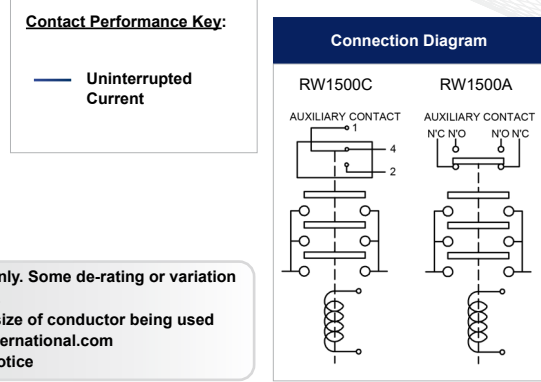 Contact Performance Key:
Uninterrupted
Current
nly. Some de-rating or variation
size of conductor being used
ernational.com
otice
Connection Diagram
RW1500C
RW1500A
AUXILIARY CONTACT
1
4
2
AUXILIARY CONTACT
N'C N'O N'O N'C